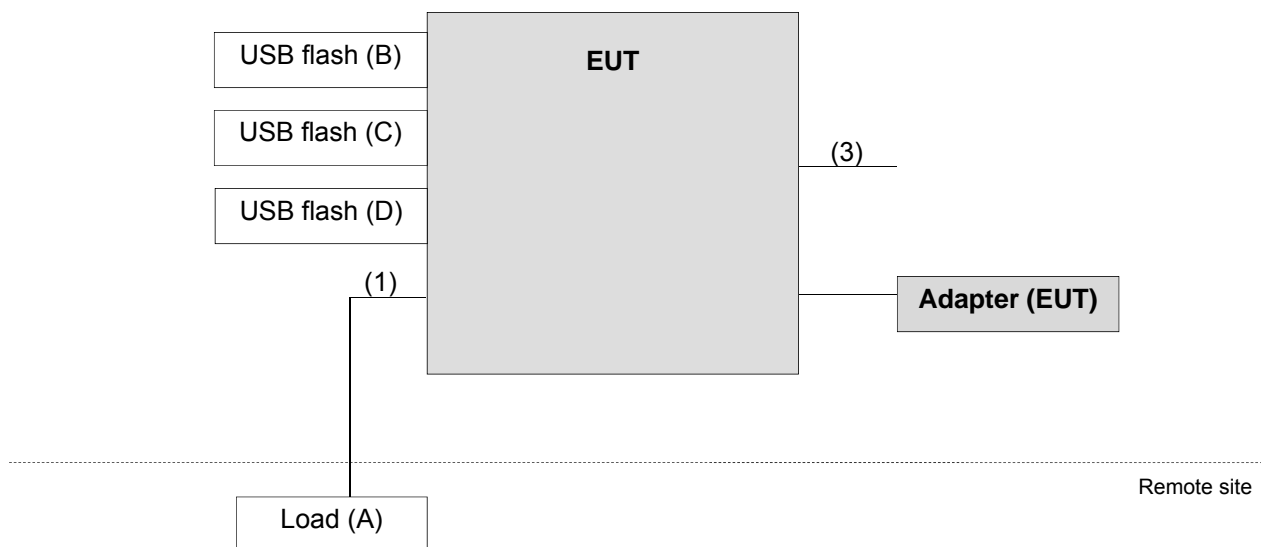 USB flash (B)
EUT
USB flash (C)
(3)
USB flash (D)
(1)
Adapter (EUT)
Remote site
Load (A)